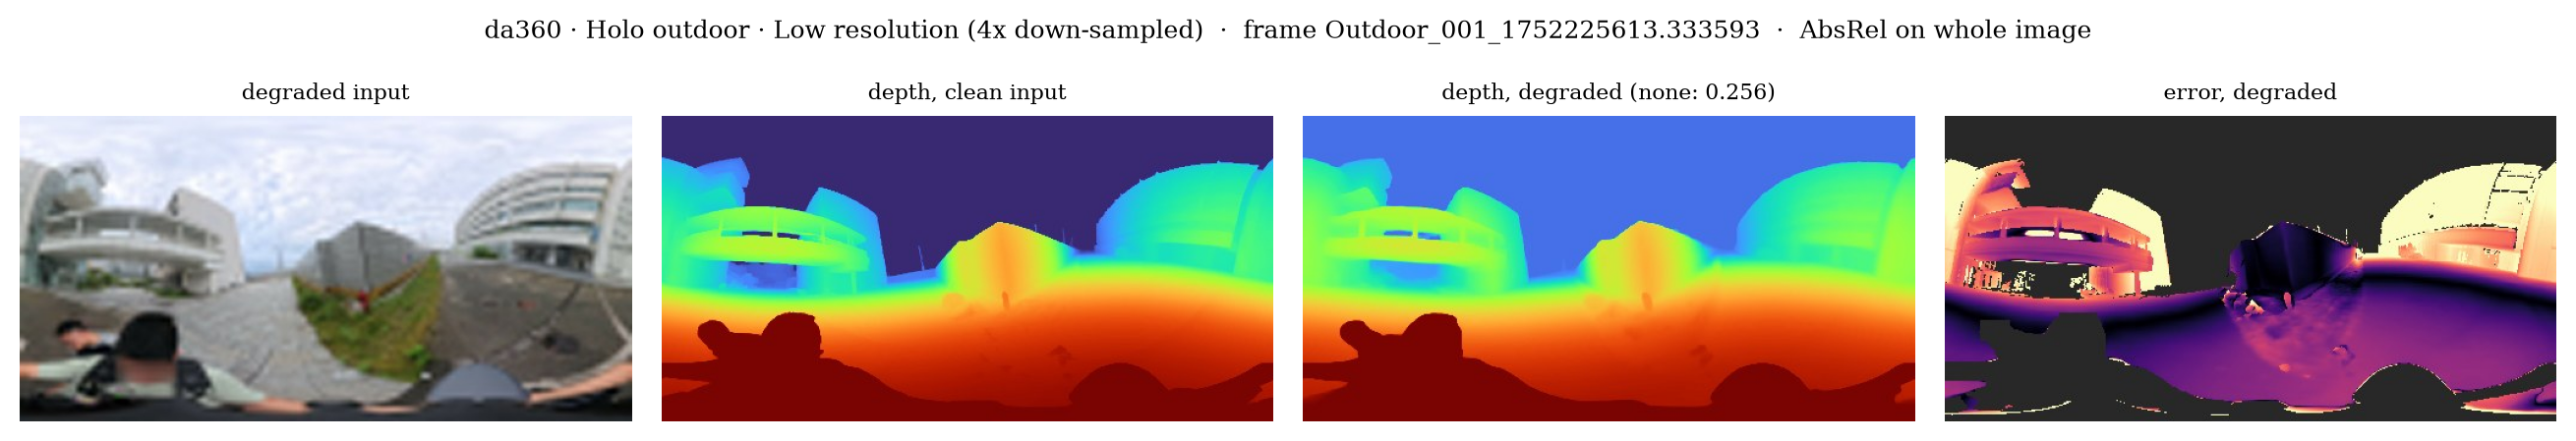 da360 · Holo outdoor · Low resolution (4x down-sampled) · frame Outdoor_001_1752225613.333593 · AbsRel on whole image
degraded input
depth, clean input
depth, degraded (none: 0.256)
error, degraded